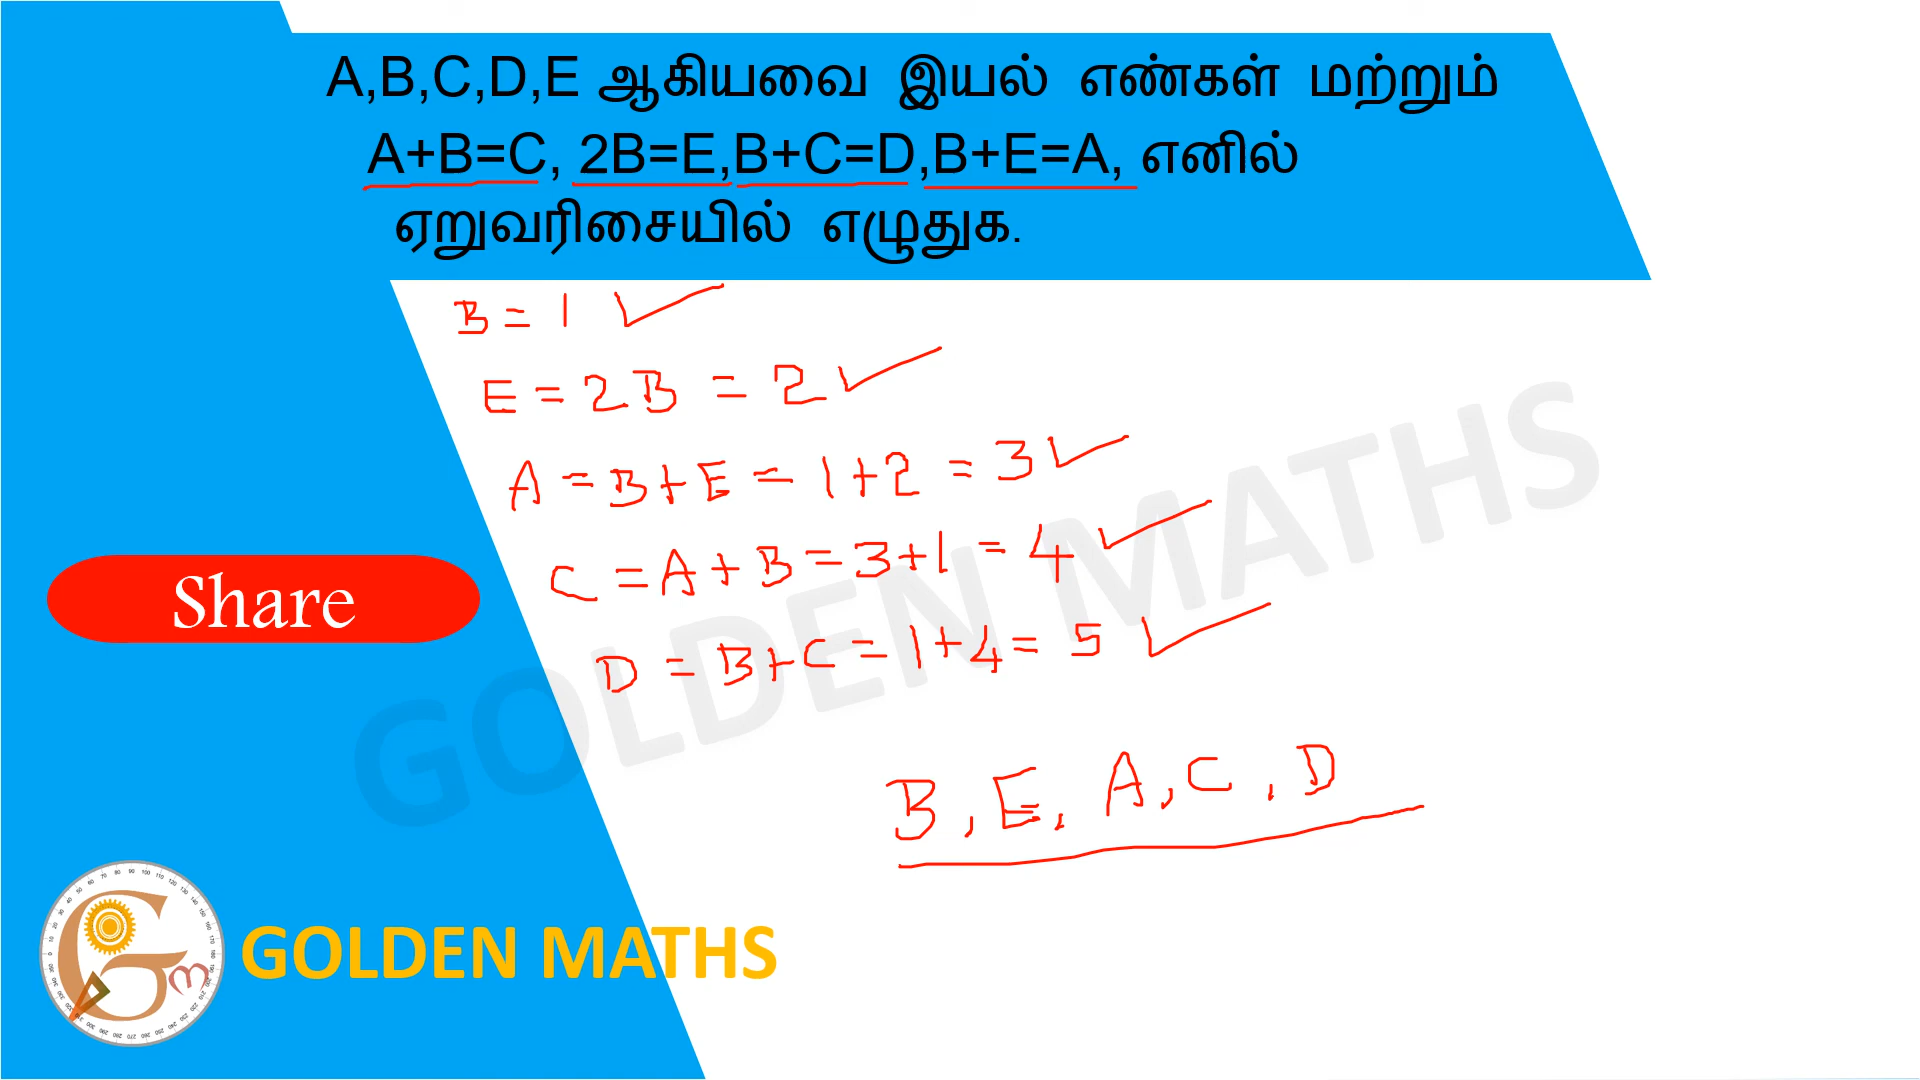 A,B,C,D,E ஆகியவை இயல் எண்கள் மற்றும்
A+B=C, 2B=E,B+C=D,B+E=A, எனில்
ஏறுவரிசையில் எழுதுக.
B = 1
E = 2B = 2
A = B+E = 1+2 = 3
C = A+B = 3+1 = 4
D = B+C = 1+4 = 5
B, E, A, C, D
Share
GOLDEN MATHS
GOLDEN MATHS